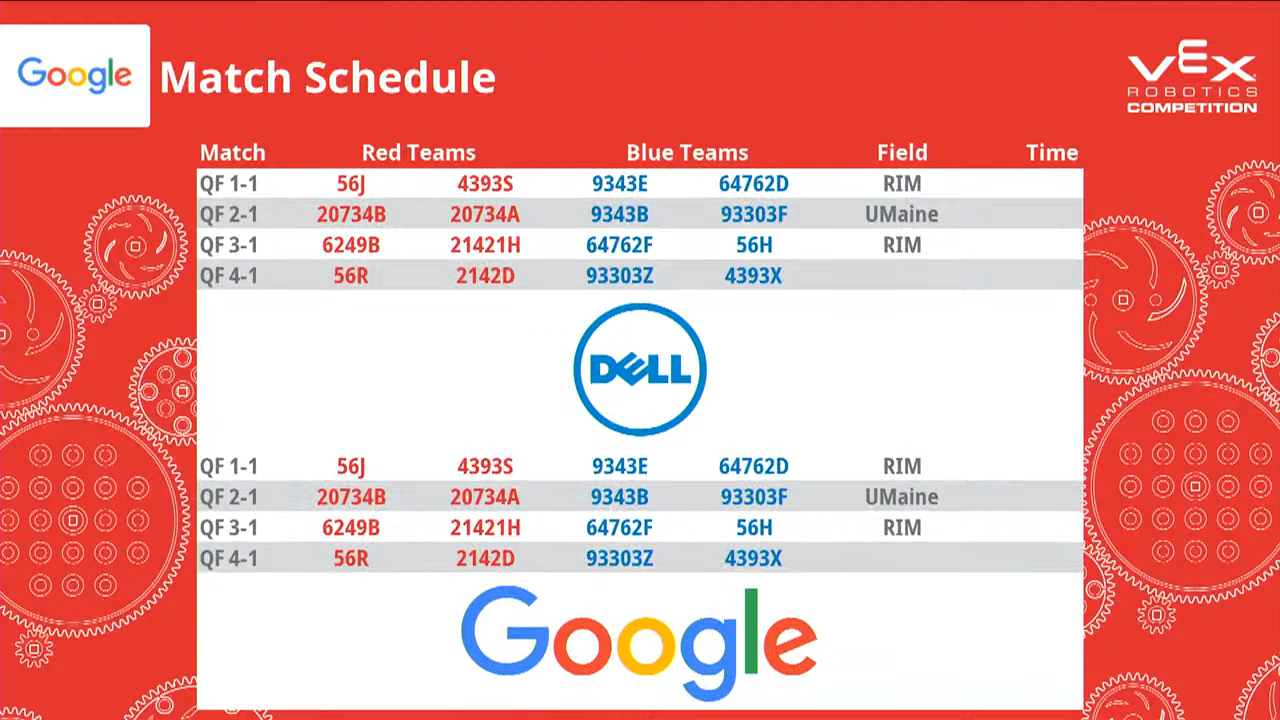 Google Match Schedule
VEX
ROBOTICS
COMPETITION
Match Red Teams Blue Teams Field Time
QF 1-1 56J 4393S 9343E 64762D RIM
QF 2-1 20734B 20734A 9343B 93303F UMaine
QF 3-1 6249B 21421H 64762F 56H RIM
QF 4-1 56R 2142D 93303Z 4393X
DELL
QF 1-1 56J 4393S 9343E 64762D RIM
QF 2-1 20734B 20734A 9343B 93303F UMaine
QF 3-1 6249B 21421H 64762F 56H RIM
QF 4-1 56R 2142D 93303Z 4393X
Google